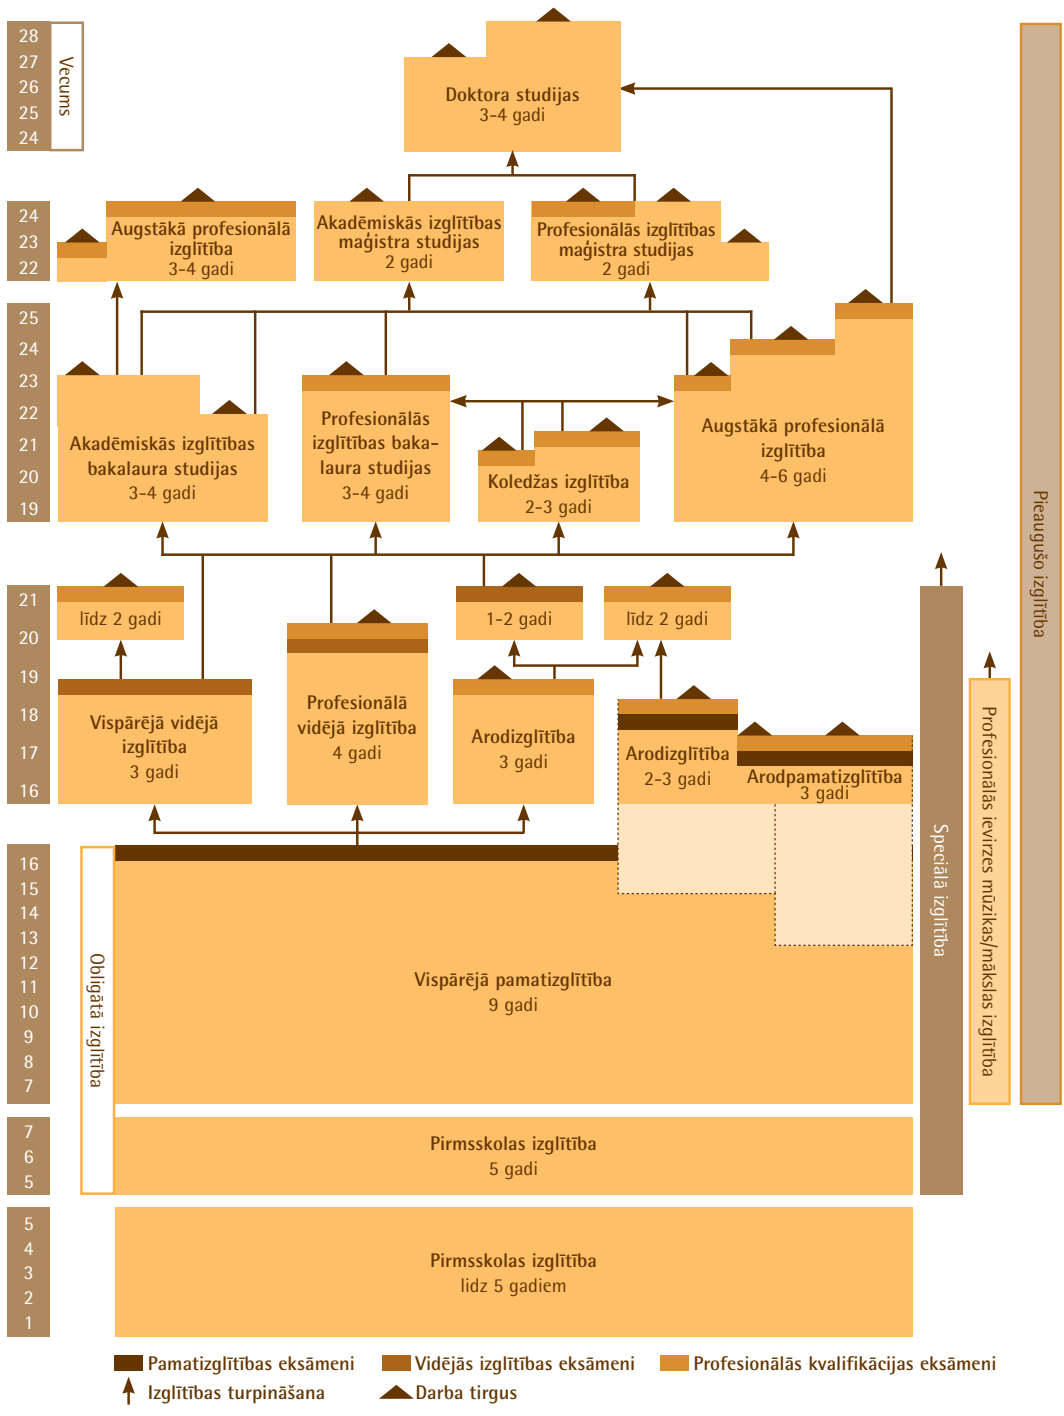 28
27
26
25
24
Vecums
Doktora studijas
3-4 gadi
24
23
22
Augstākā profesionālā
izglītība
3-4 gadi
Akadēmiskās izglītības
maģistra studijas
2 gadi
Profesionālās izglītības
maģistra studijas
2 gadi
25
24
23
22
21
20
19
Akadēmiskās izglītības
bakalaura studijas
3-4 gadi
Profesionālās
izglītības baka-
laura studijas
3-4 gadi
Koledžas izglītība
2-3 gadi
Augstākā profesionālā
izglītība
4-6 gadi
21
20
19
18
17
16
līdz 2 gadi
1-2 gadi
līdz 2 gadi
Vispārējā vidējā
izglītība
3 gadi
Profesionālā
vidējā izglītība
4 gadi
Arodizglītība
3 gadi
Arodizglītība
2-3 gadi
Arodpamatizglītība
3 gadi
16
15
14
13
12
11
10
9
8
7
Obligātā izglītība
Vispārējā pamatizglītība
9 gadi
7
6
5
Pirmsskolas izglītība
5 gadi
5
4
3
2
1
Pirmsskolas izglītība
lidz 5 gadiem
Speciālā izglītība
Profesionālās ievirzes mūzikas/mākslas izglītība
Pieaugušo izglītība
Pamatizglītības eksāmeni
Vidējās izglītības eksāmeni
Profesionālās kvalifikācijas eksāmeni
Izglītības turpināšana
Darba tirgus